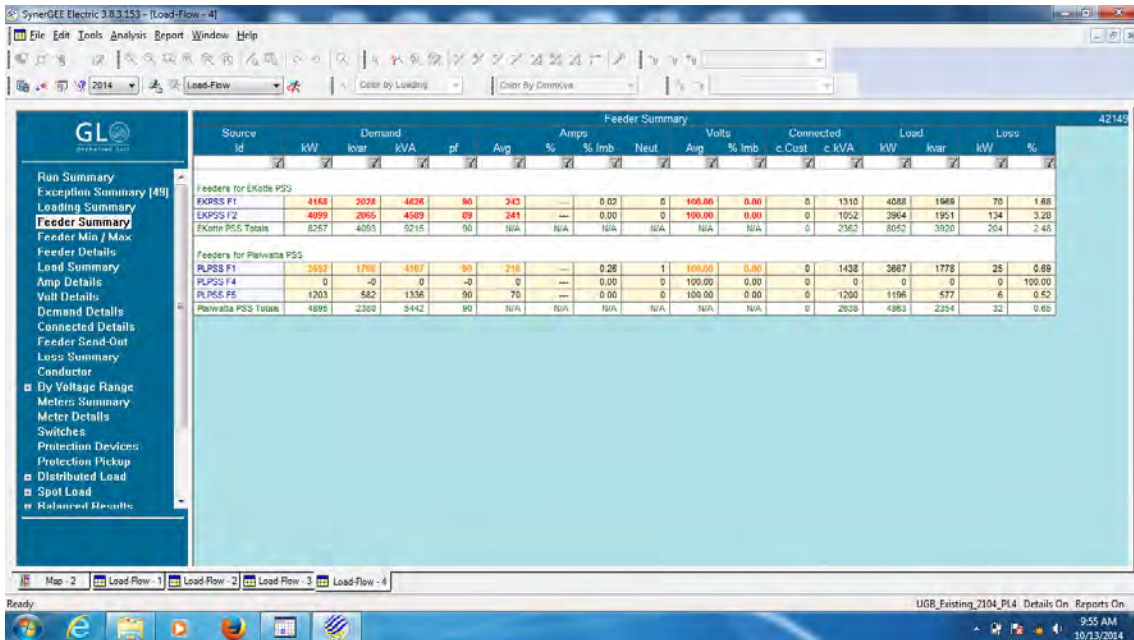 SynerGEE Electric 3.8.3.153 - [Load-Flow - 4]
File Edit Tools Analysis Report Window Help
2014 Load-Flow Color by Loading Color By ConnKva
Feeder Summary 42149
GL
Source Demand Amps Volts Connected Load Loss
Id kW kvar kVA pf Avg % % Imb Neut Avg % Imb c.Cust c.kVA kW kvar kW %
Feeders for EKotte PSS
EKPSS F1 4158 2028 4626 90 243 --- 0.02 0 100.00 0.00 0 1310 4088 1969 70 1.68
EKPSS F2 4099 2065 4589 89 241 --- 0.00 0 100.00 0.00 0 1052 3964 1951 134 3.28
EKotte PSS Totals 8257 4093 9215 90 N/A N/A N/A N/A N/A N/A 0 2362 8052 3920 204 2.48
Feeders for Plalwatta PSS
PLPSS F1 3692 1798 4107 90 216 --- 0.26 1 100.00 0.00 0 1438 3667 1778 25 0.69
PLPSS F4 0 -0 0 -0 0 --- 0.00 0 100.00 0.00 0 0 0 0 0 100.00
PLPSS F5 1203 582 1336 90 70 --- 0.00 0 100.00 0.00 0 1200 1196 577 6 0.52
Plalwatta PSS Totals 4895 2380 5442 90 N/A N/A N/A N/A N/A N/A 0 2638 4863 2354 32 0.65
Run Summary
Exception Summary [49]
Loading Summary
Feeder Summary
Feeder Min / Max
Feeder Details
Load Summary
Amp Details
Volt Details
Demand Details
Connected Details
Feeder Send-Out
Loss Summary
Conductor
By Voltage Range
Meters Summary
Meter Details
Switches
Protection Devices
Protection Pickup
Distributed Load
Spot Load
Balanced Results
Map - 2 Load-Flow - 1 Load-Flow - 2 Load-Flow - 3 Load-Flow - 4
Ready UGB_Existing_2104_PL4 Details On Reports On
9:55 AM
10/13/2014